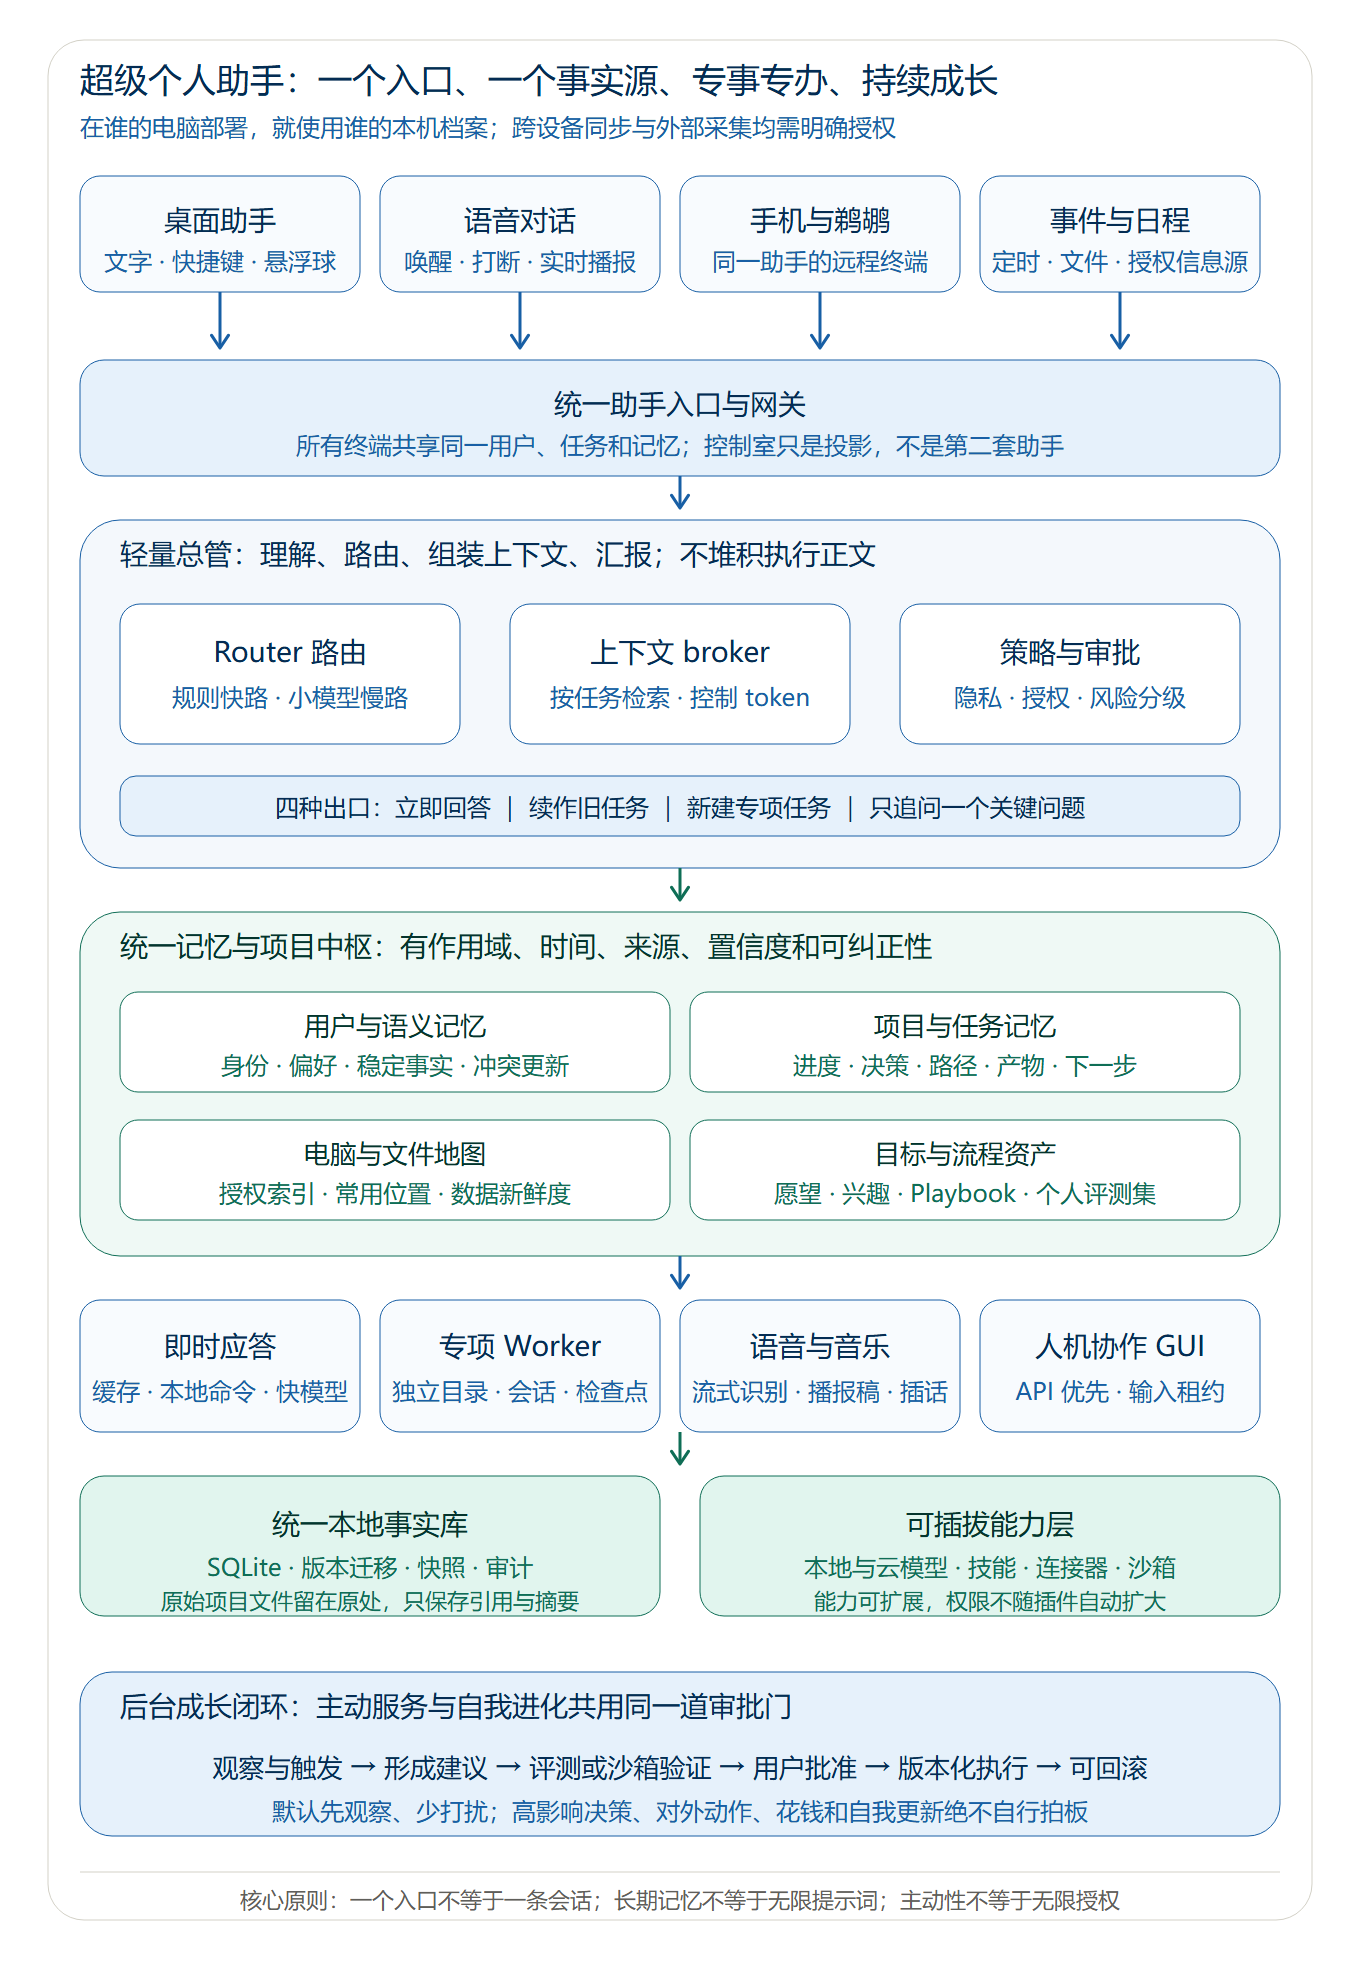 超级个人助手：一个入口、一个事实源、专事专办、持续成长
在谁的电脑部署，就使用谁的本机档案；跨设备同步与外部采集均需明确授权
桌面助手
文字 · 快捷键 · 悬浮球
语音对话
唤醒 · 打断 · 实时播报
手机与鹈鹕
同一助手的远程终端
事件与日程
定时 · 文件 · 授权信息源
统一助手入口与网关
所有终端共享同一用户、任务和记忆；控制室只是投影，不是第二套助手
轻量总管：理解、路由、组装上下文、汇报；不堆积执行正文
Router 路由
规则快路 · 小模型慢路
上下文 broker
按任务检索 · 控制 token
策略与审批
隐私 · 授权 · 风险分级
四种出口：立即回答 ｜ 续作旧任务 ｜ 新建专项任务 ｜ 只追问一个关键问题
统一记忆与项目中枢：有作用域、时间、来源、置信度和可纠正性
用户与语义记忆
身份 · 偏好 · 稳定事实 · 冲突更新
项目与任务记忆
进度 · 决策 · 路径 · 产物 · 下一步
电脑与文件地图
授权索引 · 常用位置 · 数据新鲜度
目标与流程资产
愿望 · 兴趣 · Playbook · 个人评测集
即时应答
缓存 · 本地命令 · 快模型
专项 Worker
独立目录 · 会话 · 检查点
语音与音乐
流式识别 · 播报稿 · 插话
人机协作 GUI
API 优先 · 输入租约
统一本地事实库
SQLite · 版本迁移 · 快照 · 审计
原始项目文件留在原处，只保存引用与摘要
可插拔能力层
本地与云模型 · 技能 · 连接器 · 沙箱
能力可扩展，权限不随插件自动扩大
后台成长闭环：主动服务与自我进化共用同一道审批门
观察与触发 → 形成建议 → 评测或沙箱验证 → 用户批准 → 版本化执行 → 可回滚
默认先观察、少打扰；高影响决策、对外动作、花钱和自我更新绝不自行拍板
核心原则：一个入口不等于一条会话；长期记忆不等于无限提示词；主动性不等于无限授权